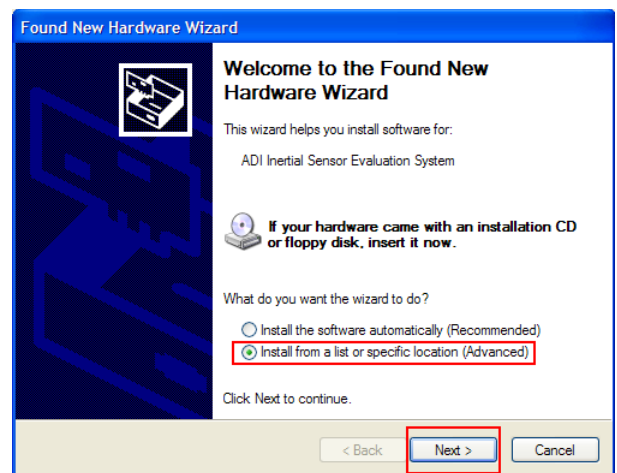 Found New Hardware Wizard
Welcome to the Found New
Hardware Wizard
This wizard helps you install software for:
ADI Inertial Sensor Evaluation System
If your hardware came with an installation CD
or floppy disk, insert it now.
What do you want the wizard to do?
Install the software automatically (Recommended)
Install from a list or specific location (Advanced)
Click Next to continue.
< Back
Next >
Cancel